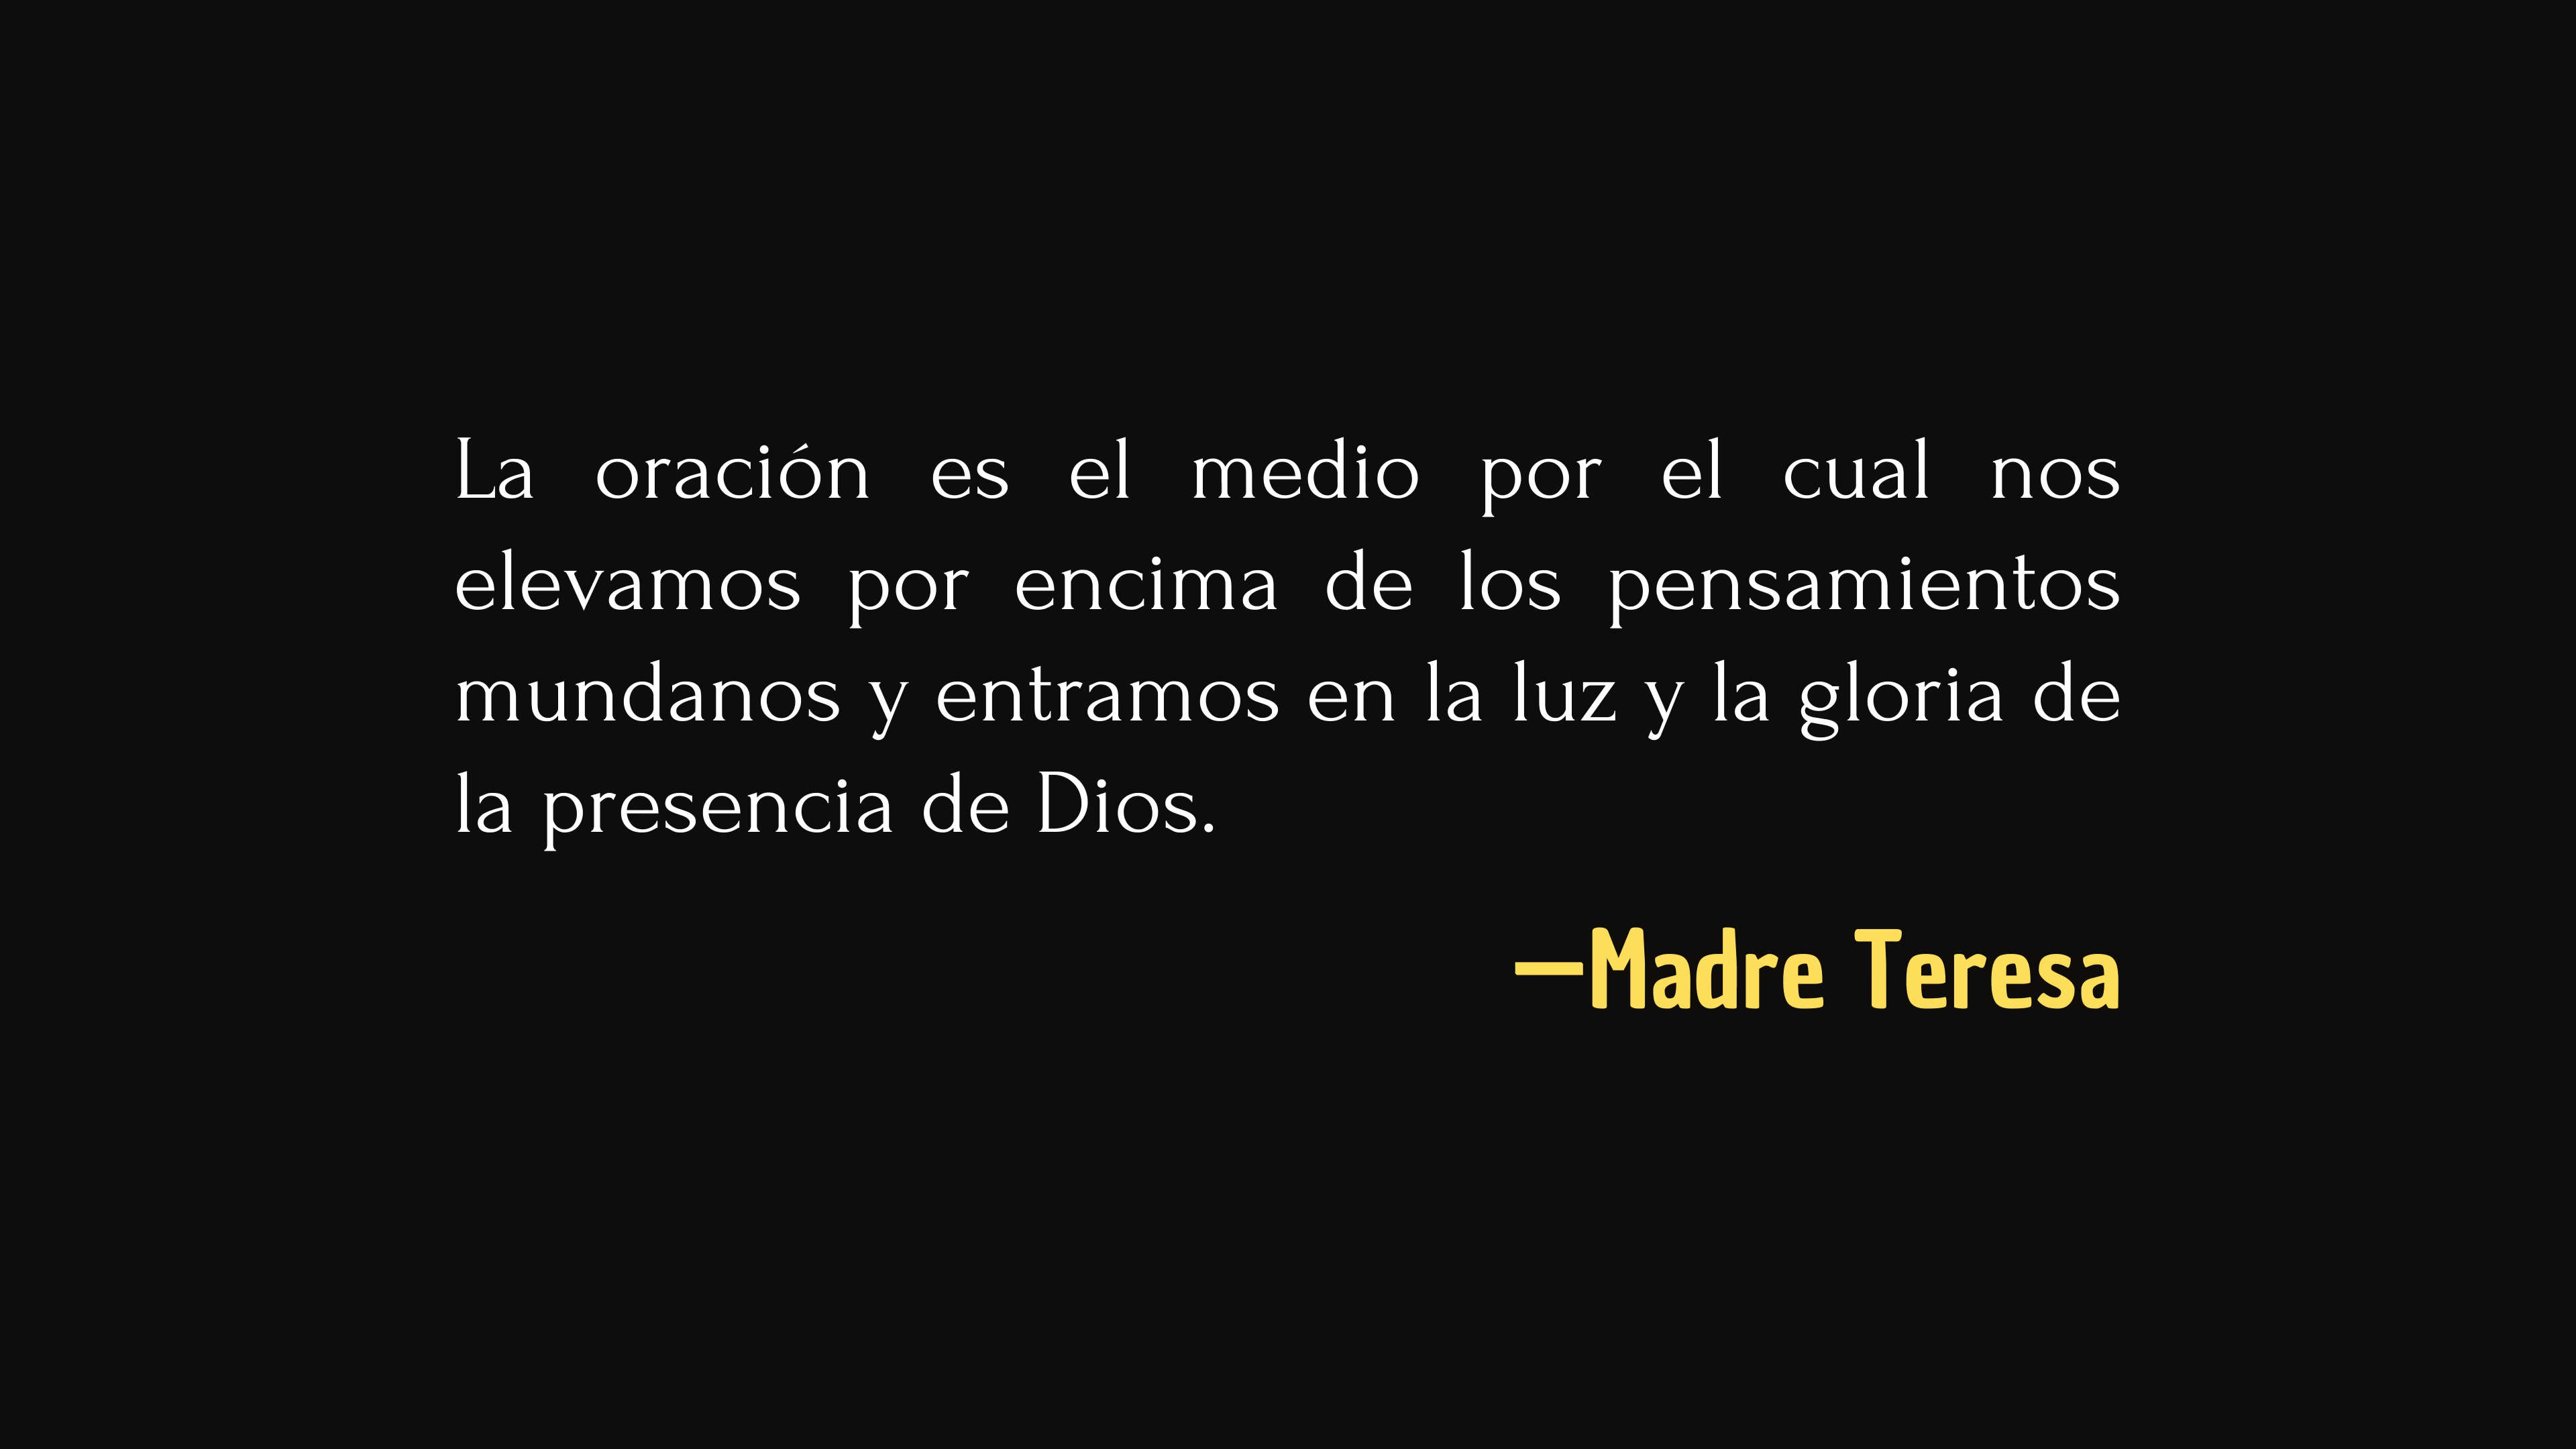 La oración es el medio por el cual nos
elevamos por encima de los pensamientos
mundanos y entramos en la luz y la gloria de
la presencia de Dios.
—Madre Teresa